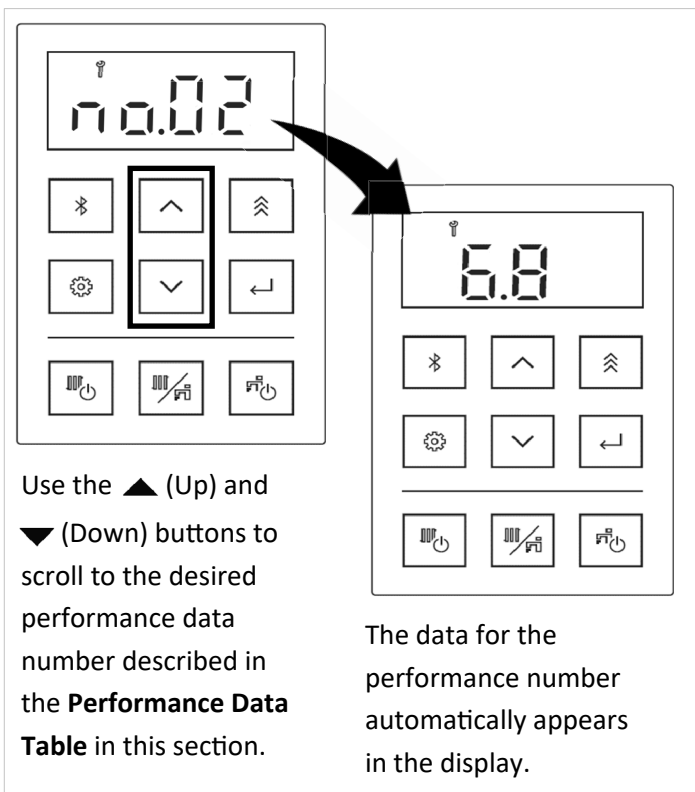 no.02
6.8
Use the ▲ (Up) and
▼ (Down) buttons to
scroll to the desired
performance data
number described in
the Performance Data
Table in this section.
The data for the
performance number
automatically appears
in the display.